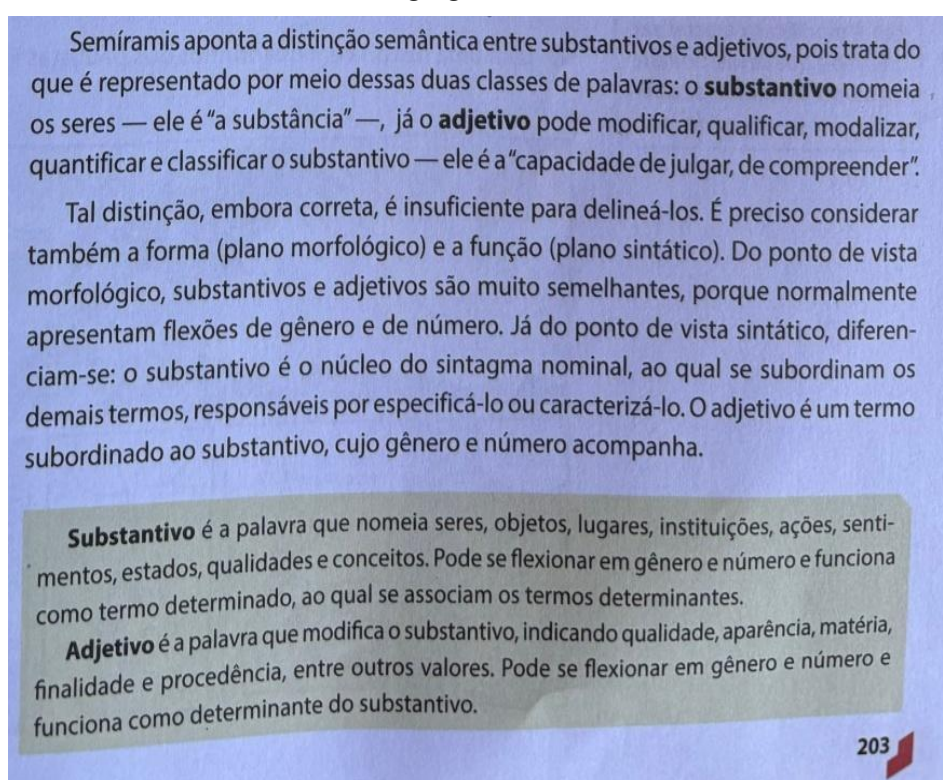 Semíramis aponta a distinção semântica entre substantivos e adjetivos, pois trata do
que é representado por meio dessas duas classes de palavras: o substantivo nomeia
os seres — ele é “a substância” —, já o adjetivo pode modificar, qualificar, modalizar,
quantificar e classificar o substantivo — ele é a “capacidade de julgar, de compreender”.
Tal distinção, embora correta, é insuficiente para delineá-los. É preciso considerar
também a forma (plano morfológico) e a função (plano sintático). Do ponto de vista
morfológico, substantivos e adjetivos são muito semelhantes, porque normalmente
apresentam flexões de gênero e de número. Já do ponto de vista sintático, diferen-
ciam-se: o substantivo é o núcleo do sintagma nominal, ao qual se subordinam os
demais termos, responsáveis por especificá-lo ou caracterizá-lo. O adjetivo é um termo
subordinado ao substantivo, cujo gênero e número acompanha.
Substantivo é a palavra que nomeia seres, objetos, lugares, instituições, ações, senti-
mentos, estados, qualidades e conceitos. Pode se flexionar em gênero e número e funciona
como termo determinado, ao qual se associam os termos determinantes.
Adjetivo é a palavra que modifica o substantivo, indicando qualidade, aparência, matéria,
finalidade e procedência, entre outros valores. Pode se flexionar em gênero e número e
funciona como determinante do substantivo.
203